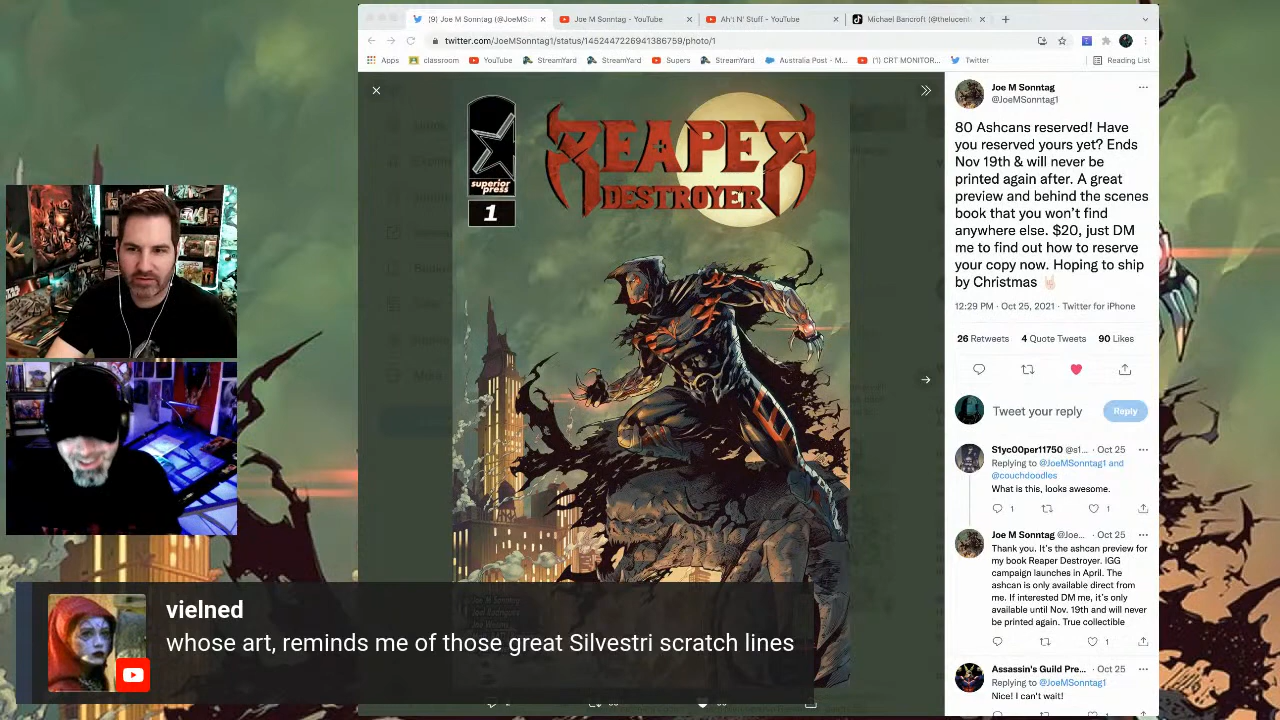 (9) Joe M Sonntag (@JoeMSo
Joe M Sonntag - YouTube
Ah't N' Stuff - YouTube
Michael Bancroft (@thelucent
twitter.com/JoeMSonntag1/status/1452447226941386759/photo/1
Apps
classroom
YouTube
StreamYard
StreamYard
Supers
StreamYard
Australia Post - M...
(1) CRT MONITOR...
Twitter
Reading List
superior
press
1
REAPER
DESTROYER
Joe M Sonntag
@JoeMSonntag1
80 Ashcans reserved! Have
you reserved yours yet? Ends
Nov 19th & will never be
printed again after. A great
preview and behind the scenes
book that you won't find
anywhere else. $20, just DM
me to find out how to reserve
your copy now. Hoping to ship
by Christmas 🤘🏻
12:29 PM · Oct 25, 2021 · Twitter for iPhone
26 Retweets 4 Quote Tweets 90 Likes
Tweet your reply
Reply
S1yc00per11750 @s1... · Oct 25
Replying to @JoeMSonntag1 and
@couchdoodles
What is this, looks awesome.
1 1
Joe M Sonntag @Joe... · Oct 25
Thank you. It's the ashcan preview for
my book Reaper Destroyer. IGG
campaign launches in April. The
ashcan is only available direct from
me. If interested DM me, it's only
available until Nov. 19th and will never
be printed again. True collectible
1
Assassin's Guild Pre... · Oct 25
Replying to @JoeMSonntag1
Nice! I can't wait!
vielned
whose art, reminds me of those great Silvestri scratch lines